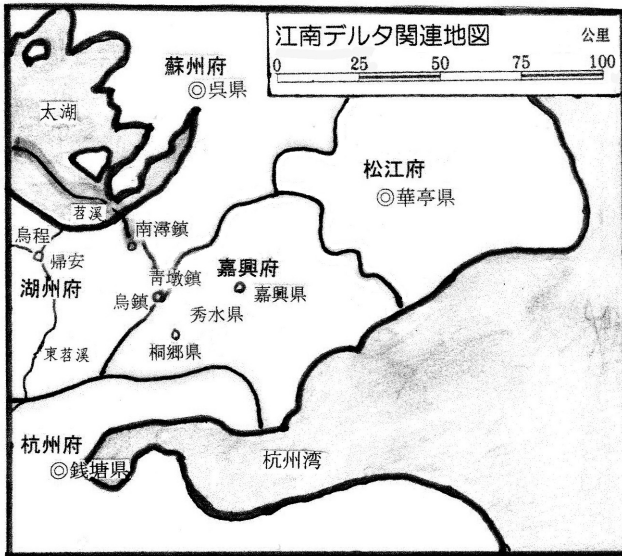 江南デルタ関連地図
公里
0 25 50 75 100
蘇州府
◎呉県
太湖
松江府
◎華亭県
苕溪
烏程
南潯鎮
帰安
青墩鎮
嘉興府
湖州府
嘉興県
烏鎮
秀水県
東苕溪
桐郷県
杭州府
杭州湾
◎銭塘県